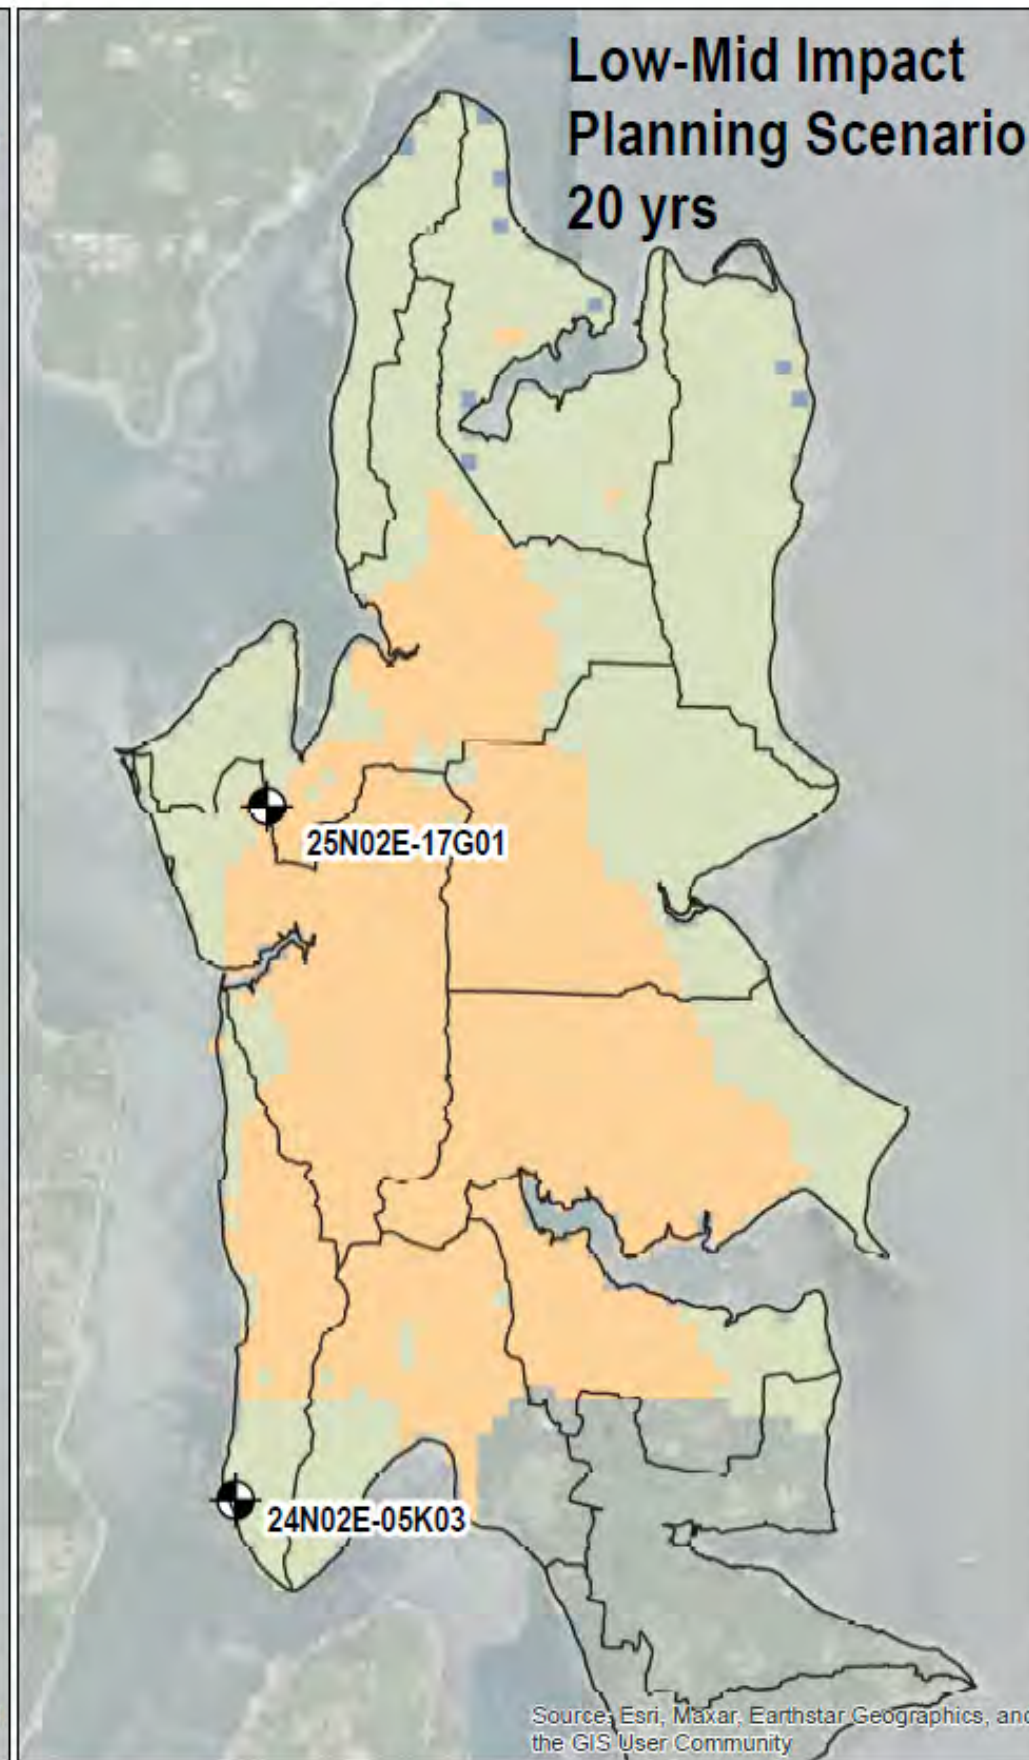 Low-Mid Impact
Planning Scenario
20 yrs
25N02E-17G01
24N02E-05K03
Source: Esri, Maxar, Earthstar Geographics, and
the GIS User Community